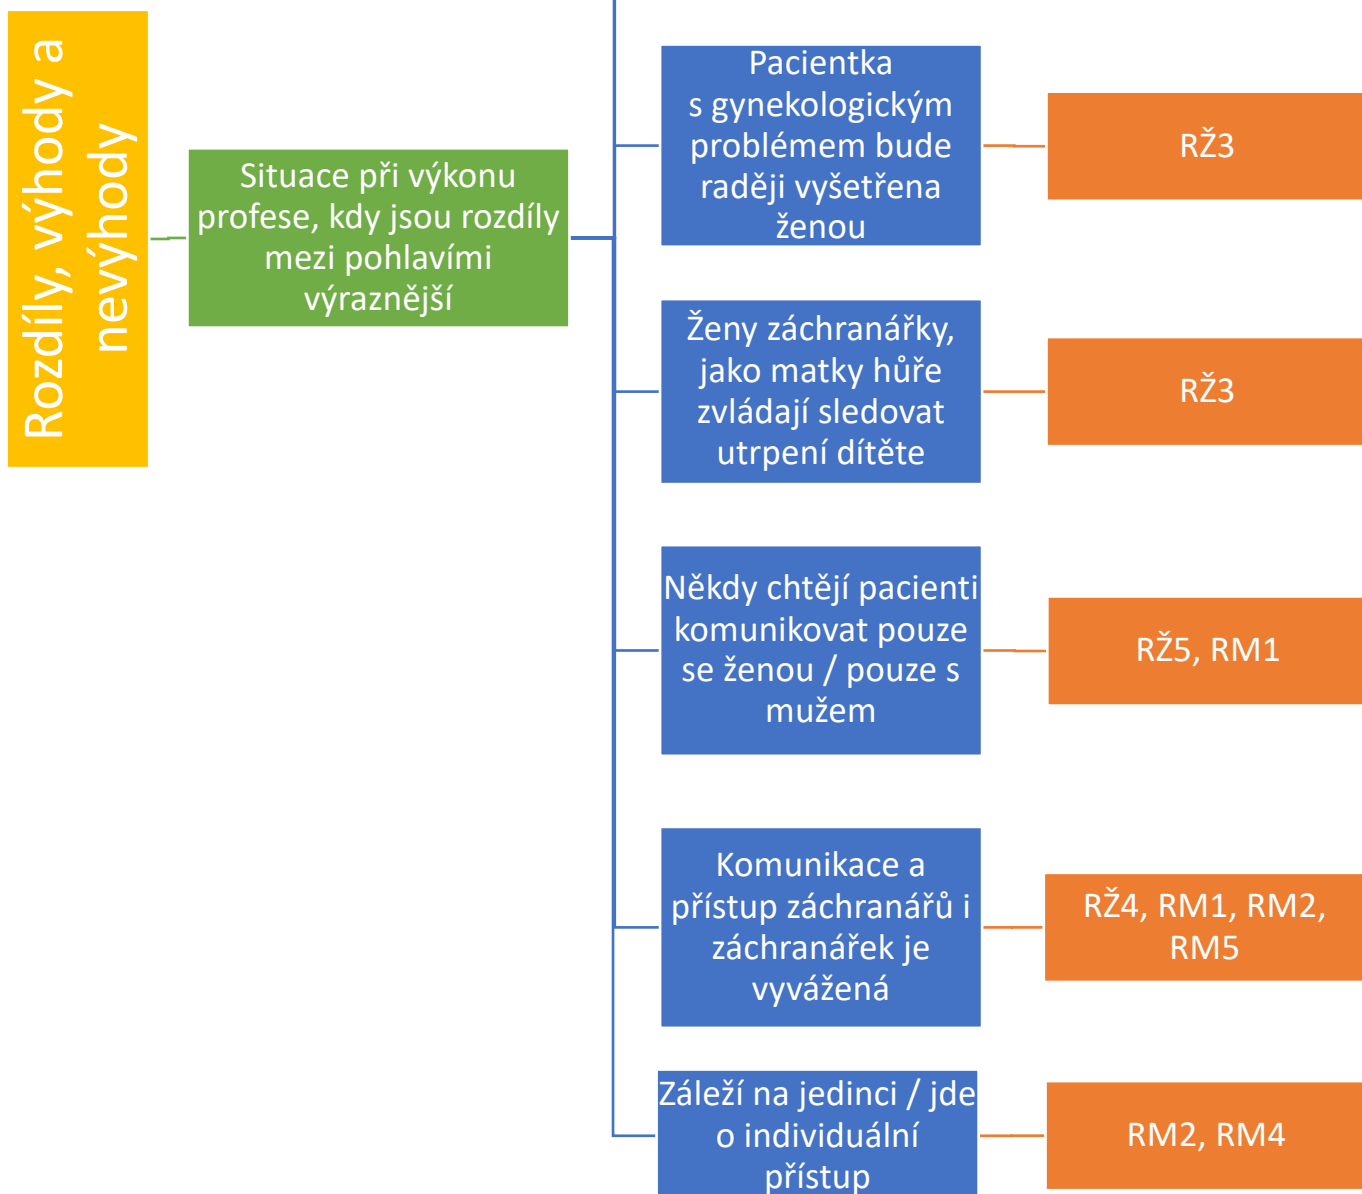 Rozdíly, výhody a
nevýhody
Situace při výkonu
profese, kdy jsou rozdíly
mezi pohlavími
výraznější
Pacientka
s gynekologickým
problémem bude
raději vyšetřena
ženou
RŽ3
Ženy záchranářky,
jako matky hůře
zvládají sledovat
utrpení dítěte
RŽ3
Někdy chtějí pacienti
komunikovat pouze
se ženou / pouze s
mužem
RŽ5, RM1
Komunikace a
přístup záchranářů i
záchranářek je
vyvážená
RŽ4, RM1, RM2,
RM5
Záleží na jedinci / jde
o individuální
přístup
RM2, RM4